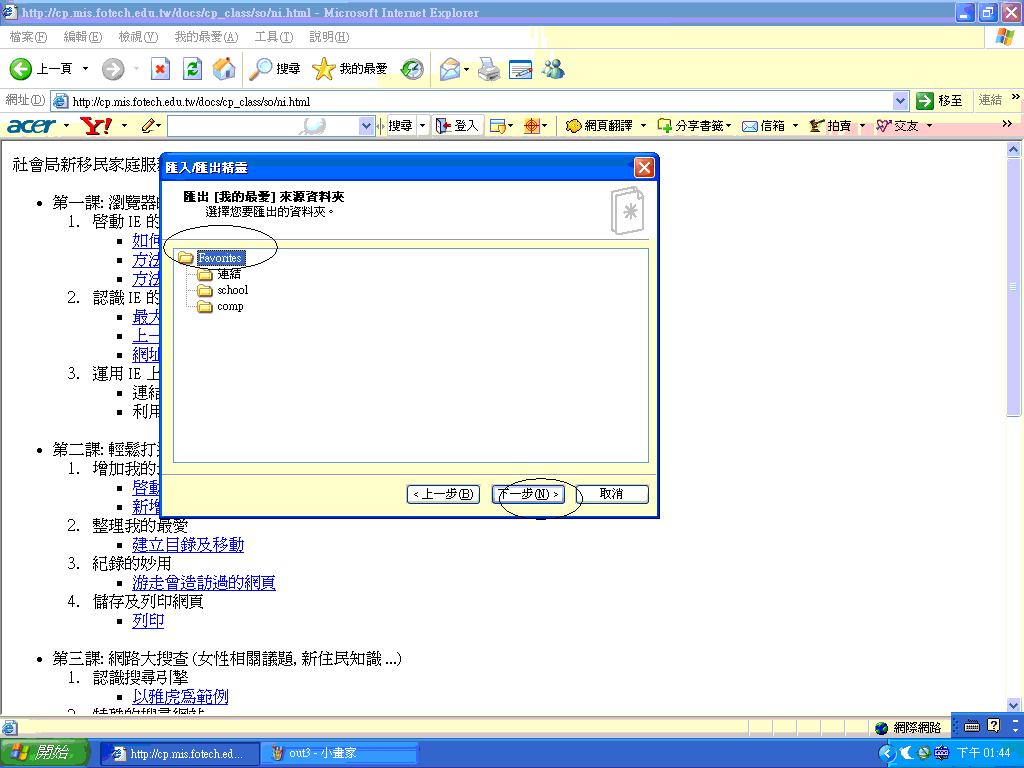 http://cp.mis.fotech.edu.tw/docs/cp_class/so/ni.html - Microsoft Internet Explorer
檔案(F) 編輯(E) 檢視(V) 我的最愛(A) 工具(T) 說明(H)
上一頁 搜尋 我的最愛
網址(D) http://cp.mis.fotech.edu.tw/docs/cp_class/so/ni.html 移至 連結 »
acer Y! 搜尋 登入 網頁翻譯 分享書籤 信箱 拍賣 交友 »
社會局新移民家庭服
匯入/匯出精靈
匯出 [我的最愛] 來源資料夾
選擇您要匯出的資料夾。
Favorites
連結
school
comp
< 上一步(B) 下一步(N) > 取消
• 第一課: 瀏覽器
1. 啓動 IE 的
如何
方法
方法
2. 認識 IE 的
最大
上一
網址
3. 運用 IE 上
連結
利用
• 第二課: 輕鬆打
1. 增加我的
啓動
新增
2. 整理我的最愛
建立目錄及移動
3. 紀錄的妙用
游走曾造訪過的網頁
4. 儲存及列印網頁
列印
• 第三課: 網路大搜查 (女性相關議題, 新住民知識 ...)
1. 認識搜尋引擎
以雅虎爲範例
網際網路
開始 http://cp.mis.fotech.ed... out3 - 小畫家 下午 01:44